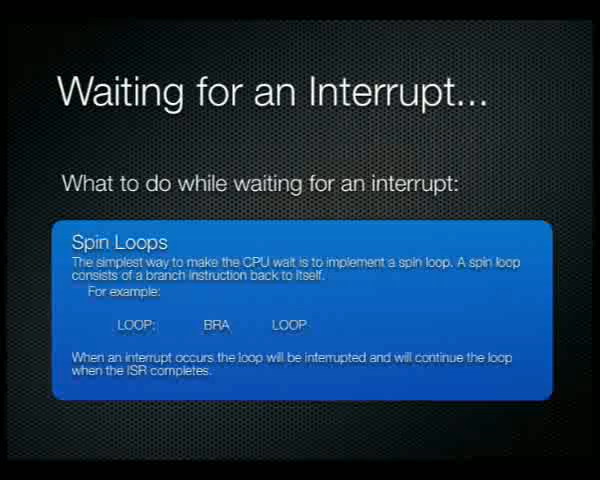 Waiting for an Interrupt...
What to do while waiting for an interrupt:
Spin Loops
The simplest way to make the CPU wait is to implement a spin loop. A spin loop
consists of a branch instruction back to itself.
For example:
LOOP: BRA LOOP
When an interrupt occurs the loop will be interrupted and will continue the loop
when the ISR completes.